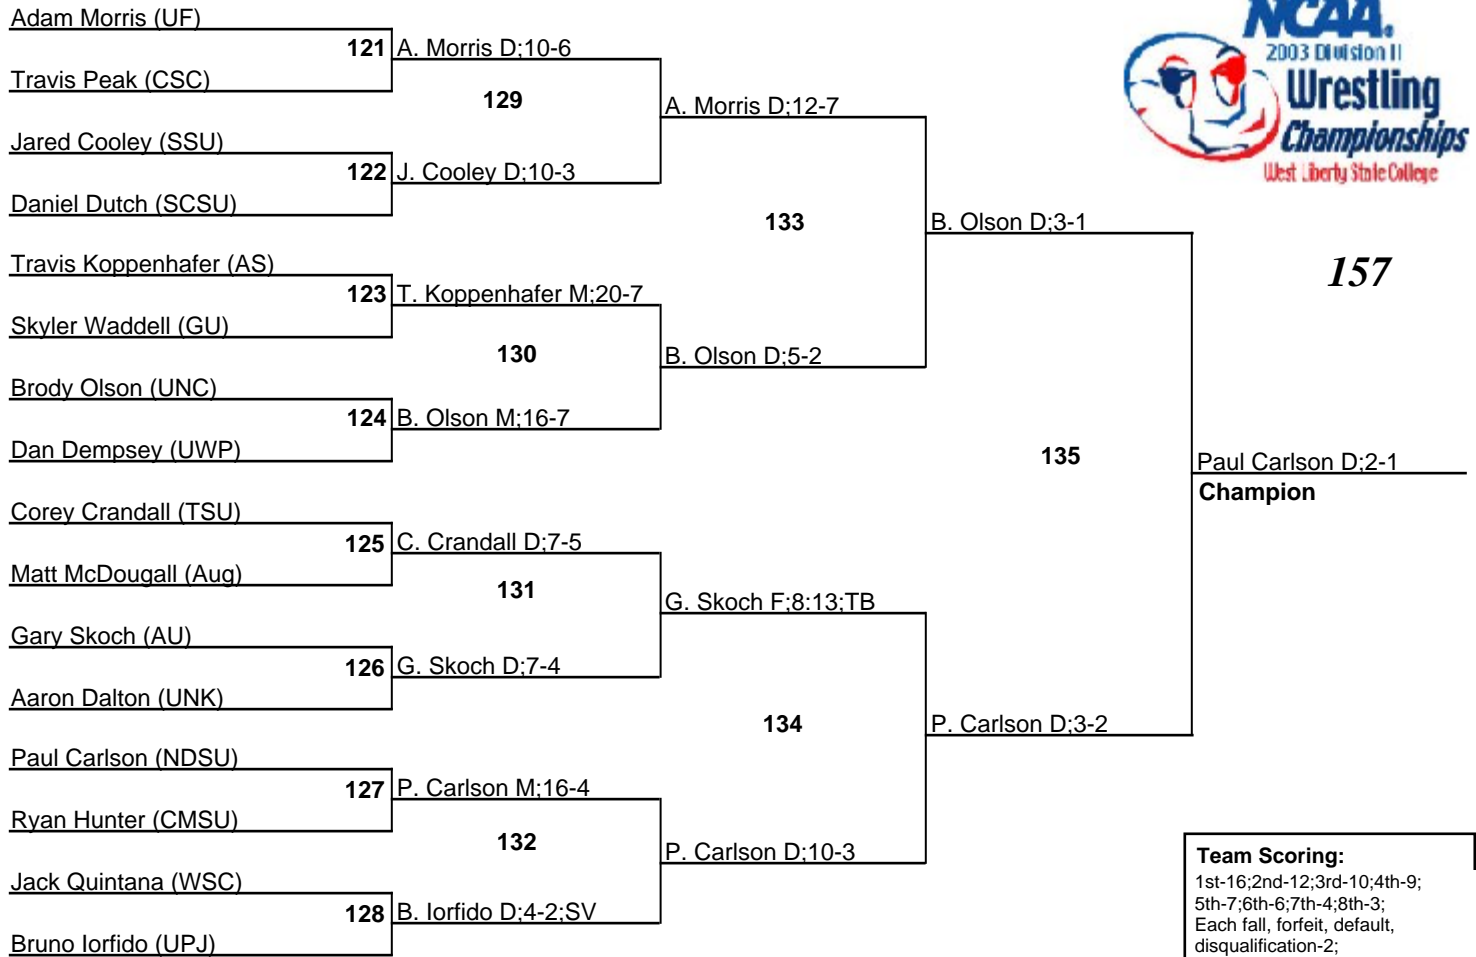 Adam Morris (UF)
121 A. Morris D;10-6
Travis Peak (CSC)
129
A. Morris D;12-7
Jared Cooley (SSU)
122 J. Cooley D;10-3
Daniel Dutch (SCSU)
133
B. Olson D;3-1
Travis Koppenhafer (AS)
123 T. Koppenhafer M;20-7
Skyler Waddell (GU)
130
B. Olson D;5-2
Brody Olson (UNC)
124 B. Olson M;16-7
Dan Dempsey (UWP)
135
Paul Carlson D;2-1
Champion
Corey Crandall (TSU)
125 C. Crandall D;7-5
Matt McDougall (Aug)
131
G. Skoch F;8:13;TB
Gary Skoch (AU)
126 G. Skoch D;7-4
Aaron Dalton (UNK)
134
P. Carlson D;3-2
Paul Carlson (NDSU)
127 P. Carlson M;16-4
Ryan Hunter (CMSU)
132
P. Carlson D;10-3
Jack Quintana (WSC)
128 B. Iorfido D;4-2;SV
Bruno Iorfido (UPJ)
NCAA.
2003 Division II
Wrestling
Championships
West Liberty State College
157
Team Scoring:
1st-16;2nd-12;3rd-10;4th-9;
5th-7;6th-6;7th-4;8th-3;
Each fall, forfeit, default,
disqualification-2;